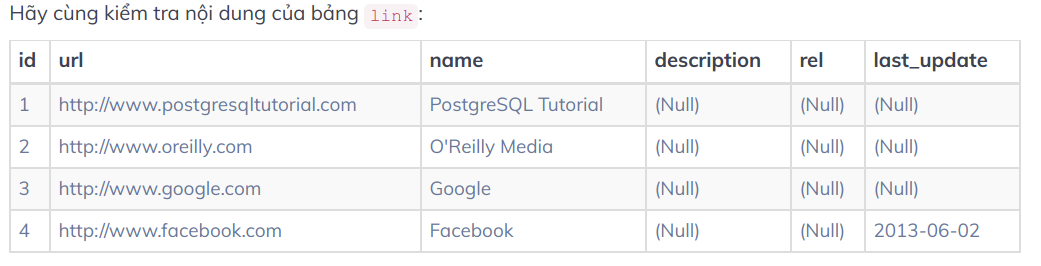 Hãy cùng kiểm tra nội dung của bảng link:
id url name description rel last_update
1 http://www.postgresqltutorial.com PostgreSQL Tutorial (Null) (Null) (Null)
2 http://www.oreilly.com O'Reilly Media (Null) (Null) (Null)
3 http://www.google.com Google (Null) (Null) (Null)
4 http://www.facebook.com Facebook (Null) (Null) 2013-06-02